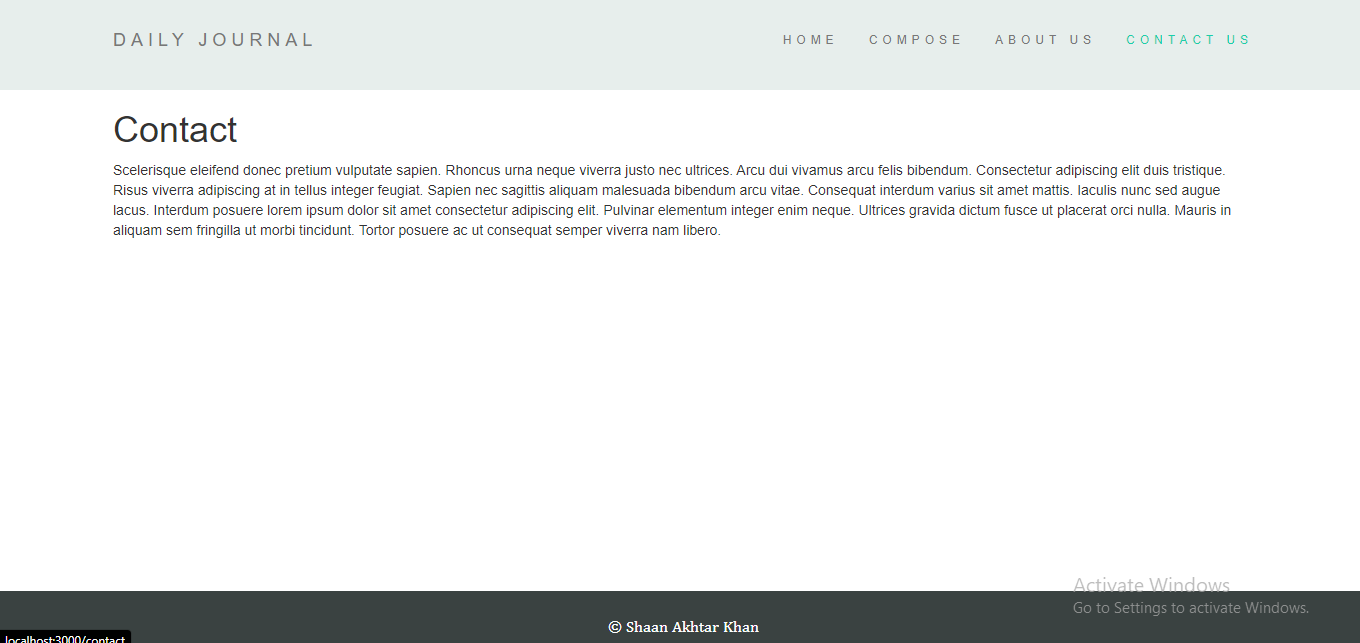 DAILY JOURNAL
HOME COMPOSE ABOUT US CONTACT US
Contact
Scelerisque eleifend donec pretium vulputate sapien. Rhoncus urna neque viverra justo nec ultrices. Arcu dui vivamus arcu felis bibendum. Consectetur adipiscing elit duis tristique.
Risus viverra adipiscing at in tellus integer feugiat. Sapien nec sagittis aliquam malesuada bibendum arcu vitae. Consequat interdum varius sit amet mattis. Iaculis nunc sed augue
lacus. Interdum posuere lorem ipsum dolor sit amet consectetur adipiscing elit. Pulvinar elementum integer enim neque. Ultrices gravida dictum fusce ut placerat orci nulla. Mauris in
aliquam sem fringilla ut morbi tincidunt. Tortor posuere ac ut consequat semper viverra nam libero.
Activate Windows
Go to Settings to activate Windows.
© Shaan Akhtar Khan
localhost:3000/contact